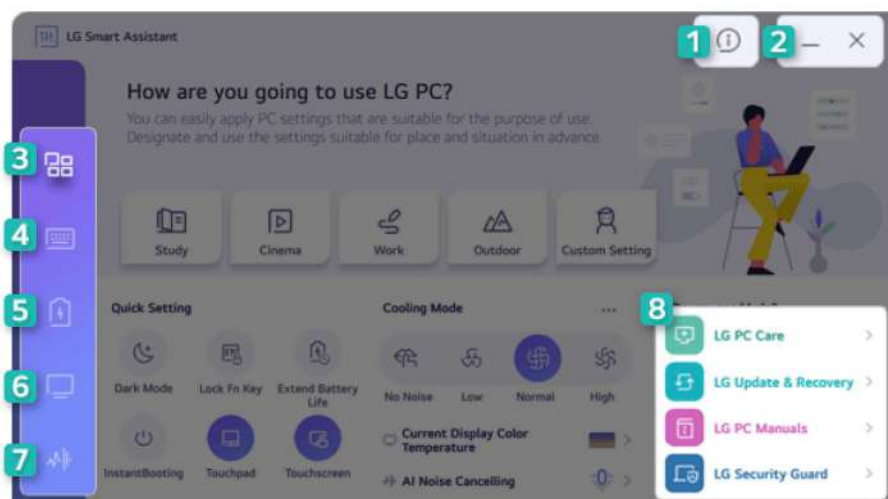 LG Smart Assistant
1
2
How are you going to use LG PC?
You can easily apply PC settings that are suitable for the purpose of use.
Designate and use the settings suitable for place and situation in advance.
3
4
5
6
7
Study
Cinema
Work
Outdoor
Custom Setting
Quick Setting
Dark Mode
Lock Fn Key
Extend Battery
Life
InstantBooting
Touchpad
Touchscreen
Cooling Mode
No Noise
Low
Normal
High
Current Display Color
Temperature
AI Noise Cancelling
8
LG PC Care
LG Update & Recovery
LG PC Manuals
LG Security Guard